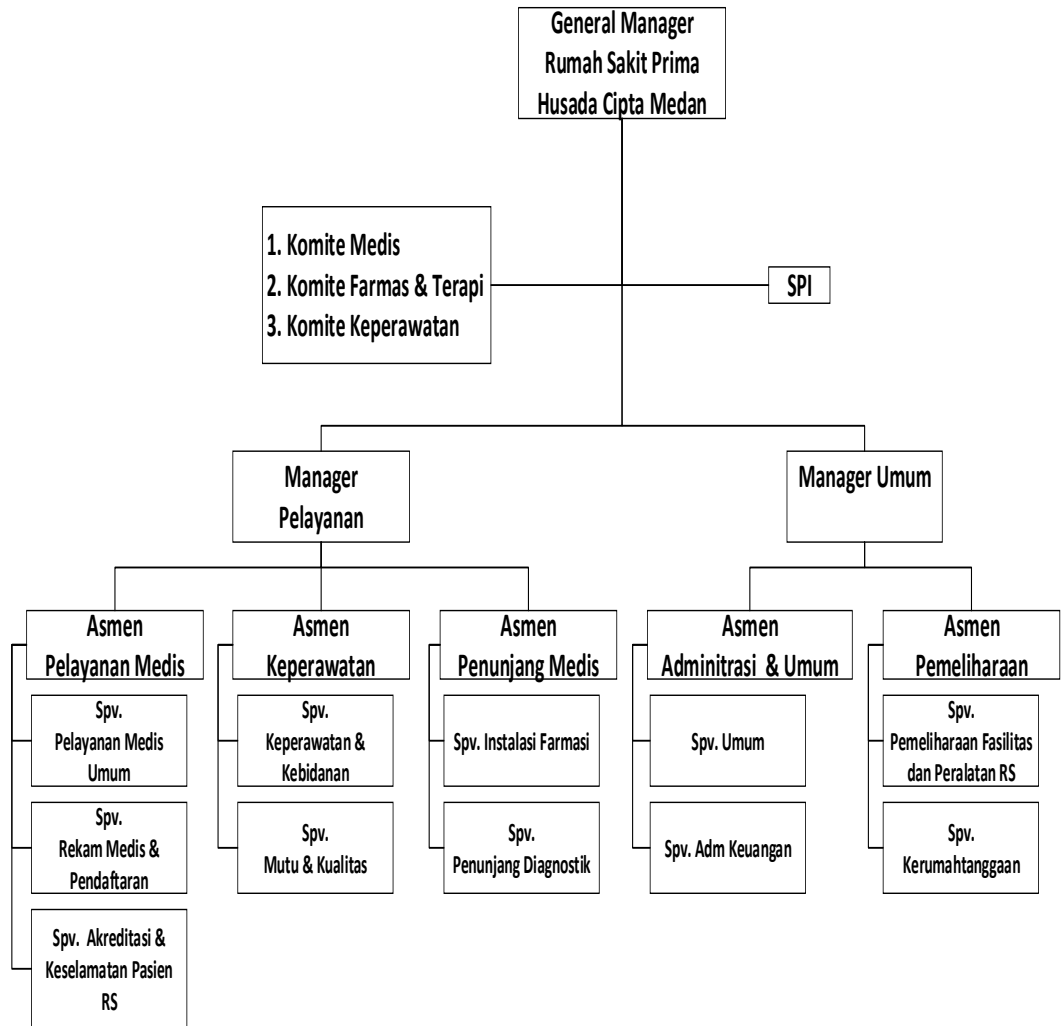 General Manager
Rumah Sakit Prima
Husada Cipta Medan
1. Komite Medis
2. Komite Farmas & Terapi
3. Komite Keperawatan
SPI
Manager
Pelayanan
Manager Umum
Asmen
Pelayanan Medis
Asmen
Keperawatan
Asmen
Penunjang Medis
Asmen
Adminitrasi & Umum
Asmen
Pemeliharaan
Spv.
Pelayanan Medis
Umum
Spv.
Keperawatan &
Kebidanan
Spv. Instalasi Farmasi
Spv. Umum
Spv.
Pemeliharaan Fasilitas
dan Peralatan RS
Spv.
Rekam Medis &
Pendaftaran
Spv.
Mutu & Kualitas
Spv.
Penunjang Diagnostik
Spv. Adm Keuangan
Spv.
Kerumahtanggaan
Spv. Akreditasi &
Keselamatan Pasien
RS